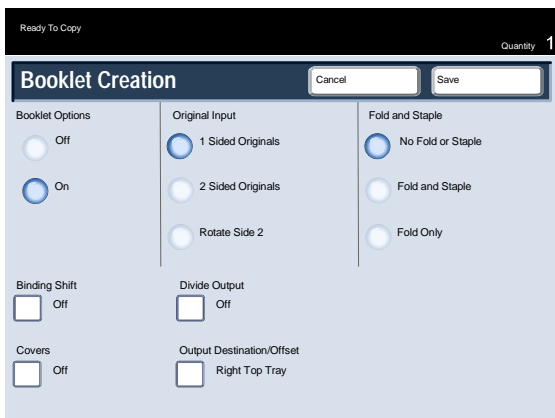 Ready To Copy
Quantity 1
Booklet Creation
Cancel
Save
Booklet Options
Off
On
Original Input
1 Sided Originals
2 Sided Originals
Rotate Side 2
Fold and Staple
No Fold or Staple
Fold and Staple
Fold Only
Binding Shift
Off
Divide Output
Off
Covers
Off
Output Destination/Offset
Right Top Tray